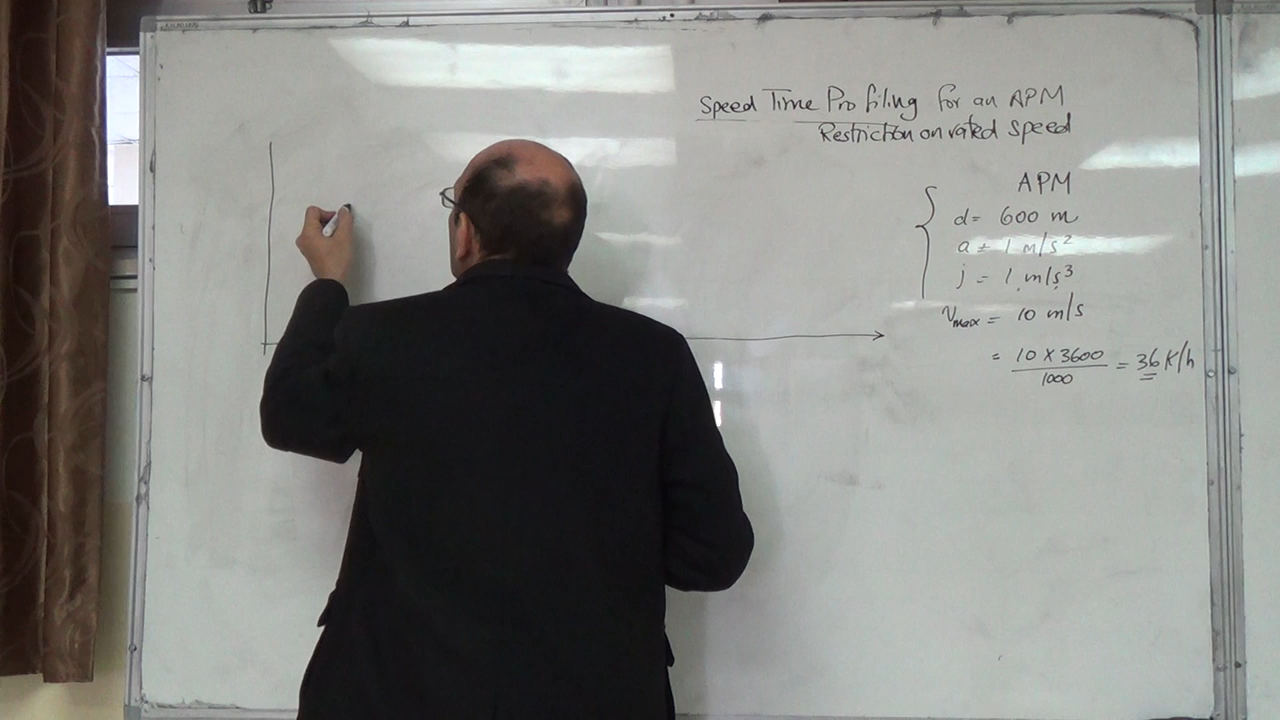 Speed Time Profiling for an APM
Restriction on rated speed
APM
d= 600 m
a = 1 m/s²
j = 1 m/s³
Vmax = 10 m/s
= 10 X 3600 / 1000 = 36 K/h